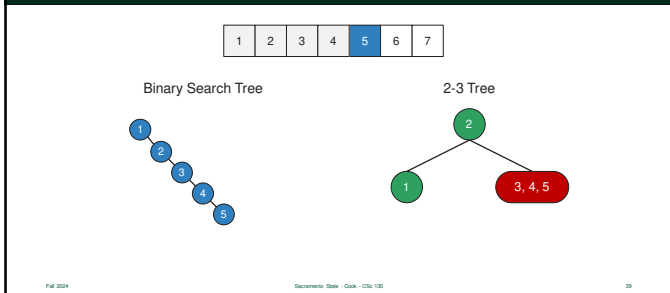 1 2 3 4 5 6 7
Binary Search Tree
2-3 Tree
1
2
3
4
5
2
1
3, 4, 5
Fall 2024
Sacramento State - Cook - CSc 130
39